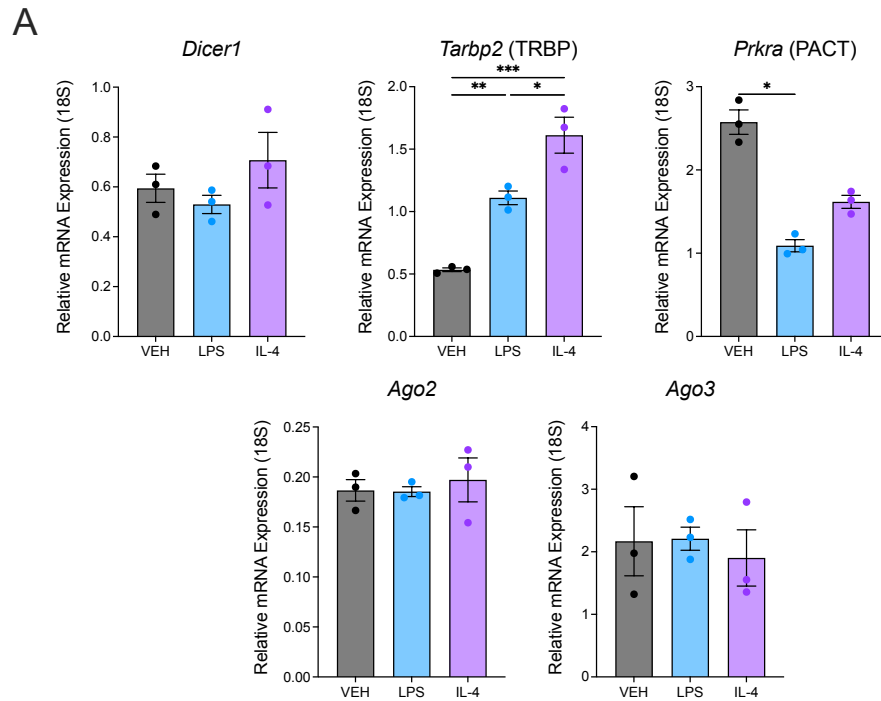 A
Dicer1
Tarbp2 (TRBP)
Prkra (PACT)
Relative mRNA Expression (18S)
1.0
0.8
0.6
0.4
0.2
0.0
VEH
LPS
IL-4
Relative mRNA Expression (18S)
2.0
1.5
1.0
0.5
0.0
***
**
*
VEH
LPS
IL-4
Relative mRNA Expression (18S)
3
2
1
0
*
VEH
LPS
IL-4
Ago2
Ago3
Relative mRNA Expression (18S)
0.25
0.20
0.15
0.10
0.05
0.00
VEH
LPS
IL-4
Relative mRNA Expression (18S)
4
3
2
1
0
VEH
LPS
IL-4